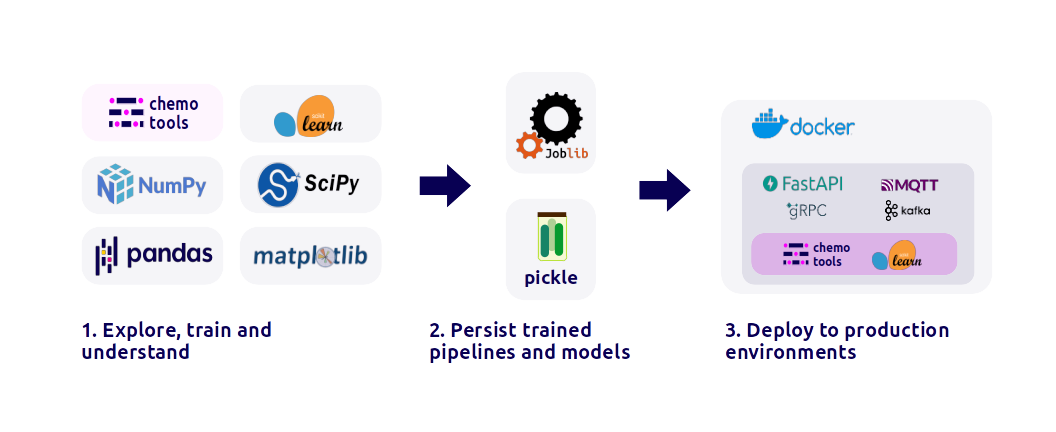 chemo
tools
learn
NumPy
SciPy
pandas
matplotlib
Joblib
pickle
docker
FastAPI
MQTT
gRPC
kafka
chemo
tools
learn
1. Explore, train and
understand
2. Persist trained
pipelines and models
3. Deploy to production
environments